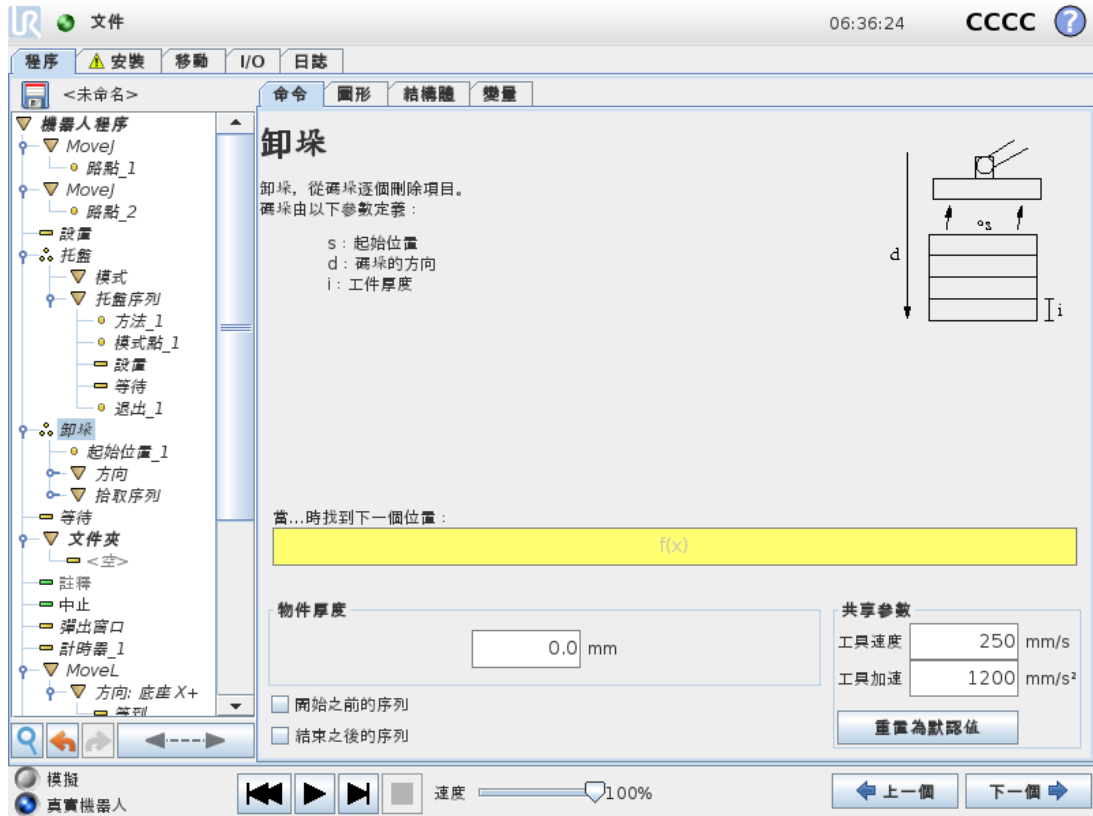 UR 文件 06:36:24 CCCC ?
程序 安裝 移動 I/O 日誌
<未命名>
命令 圖形 結構體 變量
機器人程序
MoveJ
路點_1
MoveJ
路點_2
設置
托盤
模式
托盤序列
方法_1
模式點_1
設置
等待
退出_1
卸垛
起始位置_1
方向
拾取序列
等待
文件夾
<空>
註釋
中止
彈出窗口
計時器_1
MoveL
方向: 底座 X+
等到
卸垛
卸垛，從碼垛逐個刪除項目。
碼垛由以下參數定義：
s：起始位置
d：碼垛的方向
i：工件厚度
s
d
i
當...時找到下一個位置：
f(x)
物件厚度
0.0 mm
開始之前的序列
結束之後的序列
共享參數
工具速度 250 mm/s
工具加速 1200 mm/s²
重置為默認值
模擬
真實機器人
速度 100%
上一個 下一個